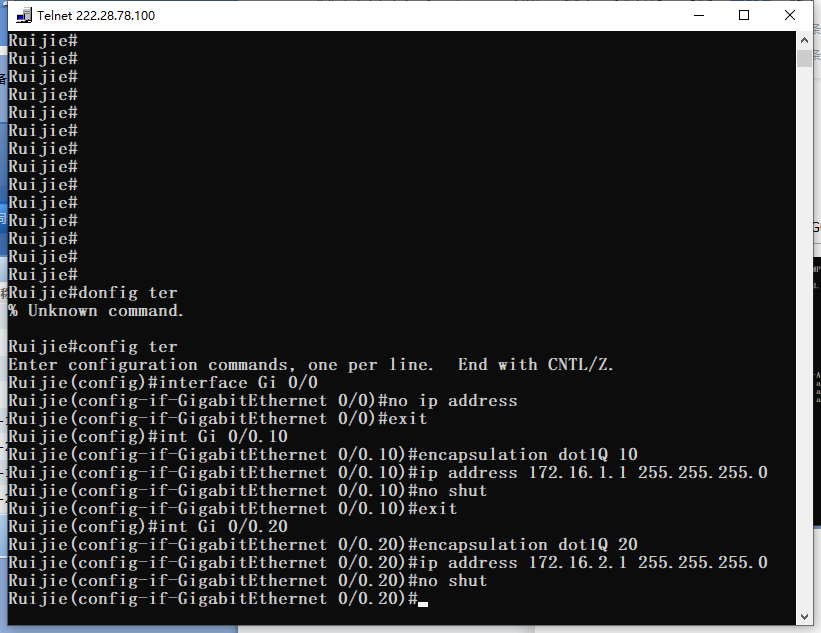 Telnet 222.28.78.100
Ruijie#
Ruijie#
Ruijie#
Ruijie#
Ruijie#
Ruijie#
Ruijie#
Ruijie#
Ruijie#
Ruijie#
Ruijie#
Ruijie#
Ruijie#
Ruijie#
Ruijie#donfig ter
% Unknown command.
Ruijie#config ter
Enter configuration commands, one per line.  End with CNTL/Z.
Ruijie(config)#interface Gi 0/0
Ruijie(config-if-GigabitEthernet 0/0)#no ip address
Ruijie(config-if-GigabitEthernet 0/0)#exit
Ruijie(config)#int Gi 0/0.10
Ruijie(config-if-GigabitEthernet 0/0.10)#encapsulation dot1Q 10
Ruijie(config-if-GigabitEthernet 0/0.10)#ip address 172.16.1.1 255.255.255.0
Ruijie(config-if-GigabitEthernet 0/0.10)#no shut
Ruijie(config-if-GigabitEthernet 0/0.10)#exit
Ruijie(config)#int Gi 0/0.20
Ruijie(config-if-GigabitEthernet 0/0.20)#encapsulation dot1Q 20
Ruijie(config-if-GigabitEthernet 0/0.20)#ip address 172.16.2.1 255.255.255.0
Ruijie(config-if-GigabitEthernet 0/0.20)#no shut
Ruijie(config-if-GigabitEthernet 0/0.20)#